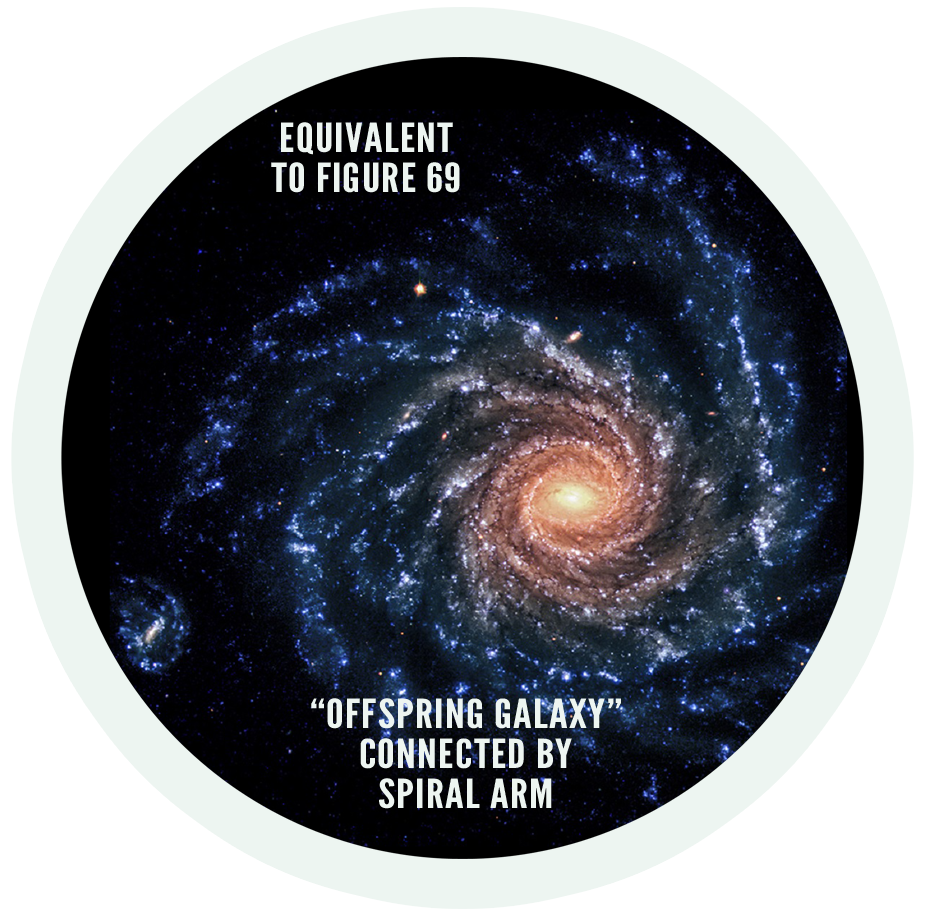 EQUIVALENT
TO FIGURE 69
“OFFSPRING GALAXY”
CONNECTED BY
SPIRAL ARM